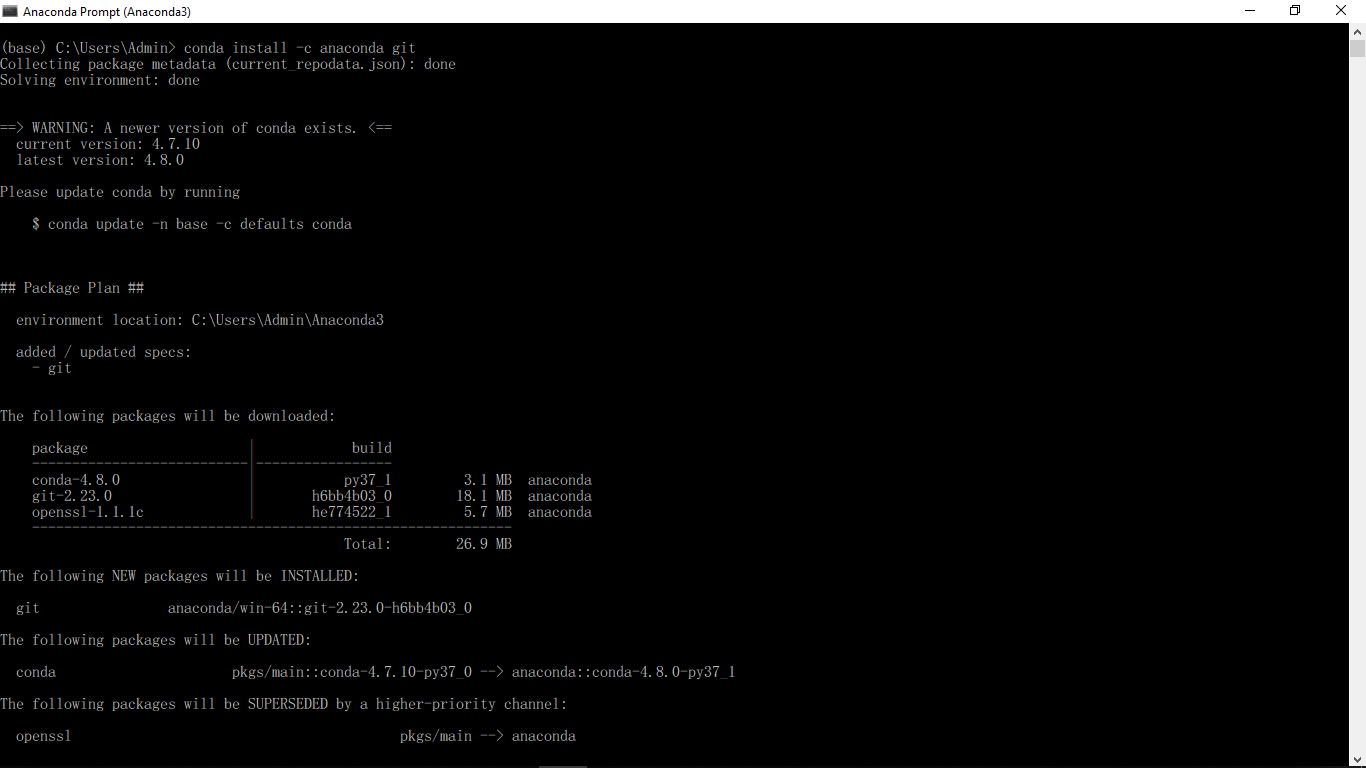 Anaconda Prompt (Anaconda3)
(base) C:\Users\Admin> conda install -c anaconda git
Collecting package metadata (current_repodata.json): done
Solving environment: done
==> WARNING: A newer version of conda exists. <==
current version: 4.7.10
latest version: 4.8.0
Please update conda by running
$ conda update -n base -c defaults conda
## Package Plan ##
environment location: C:\Users\Admin\Anaconda3
added / updated specs:
- git
The following packages will be downloaded:
package | build
---------------------------|-----------------
conda-4.8.0 | py37_1 3.1 MB anaconda
git-2.23.0 | h6bb4b03_0 18.1 MB anaconda
openssl-1.1.1c | he774522_1 5.7 MB anaconda
------------------------------------------------------------
Total: 26.9 MB
The following NEW packages will be INSTALLED:
git anaconda/win-64::git-2.23.0-h6bb4b03_0
The following packages will be UPDATED:
conda pkgs/main::conda-4.7.10-py37_0 --> anaconda::conda-4.8.0-py37_1
The following packages will be SUPERSEDED by a higher-priority channel:
openssl pkgs/main --> anaconda